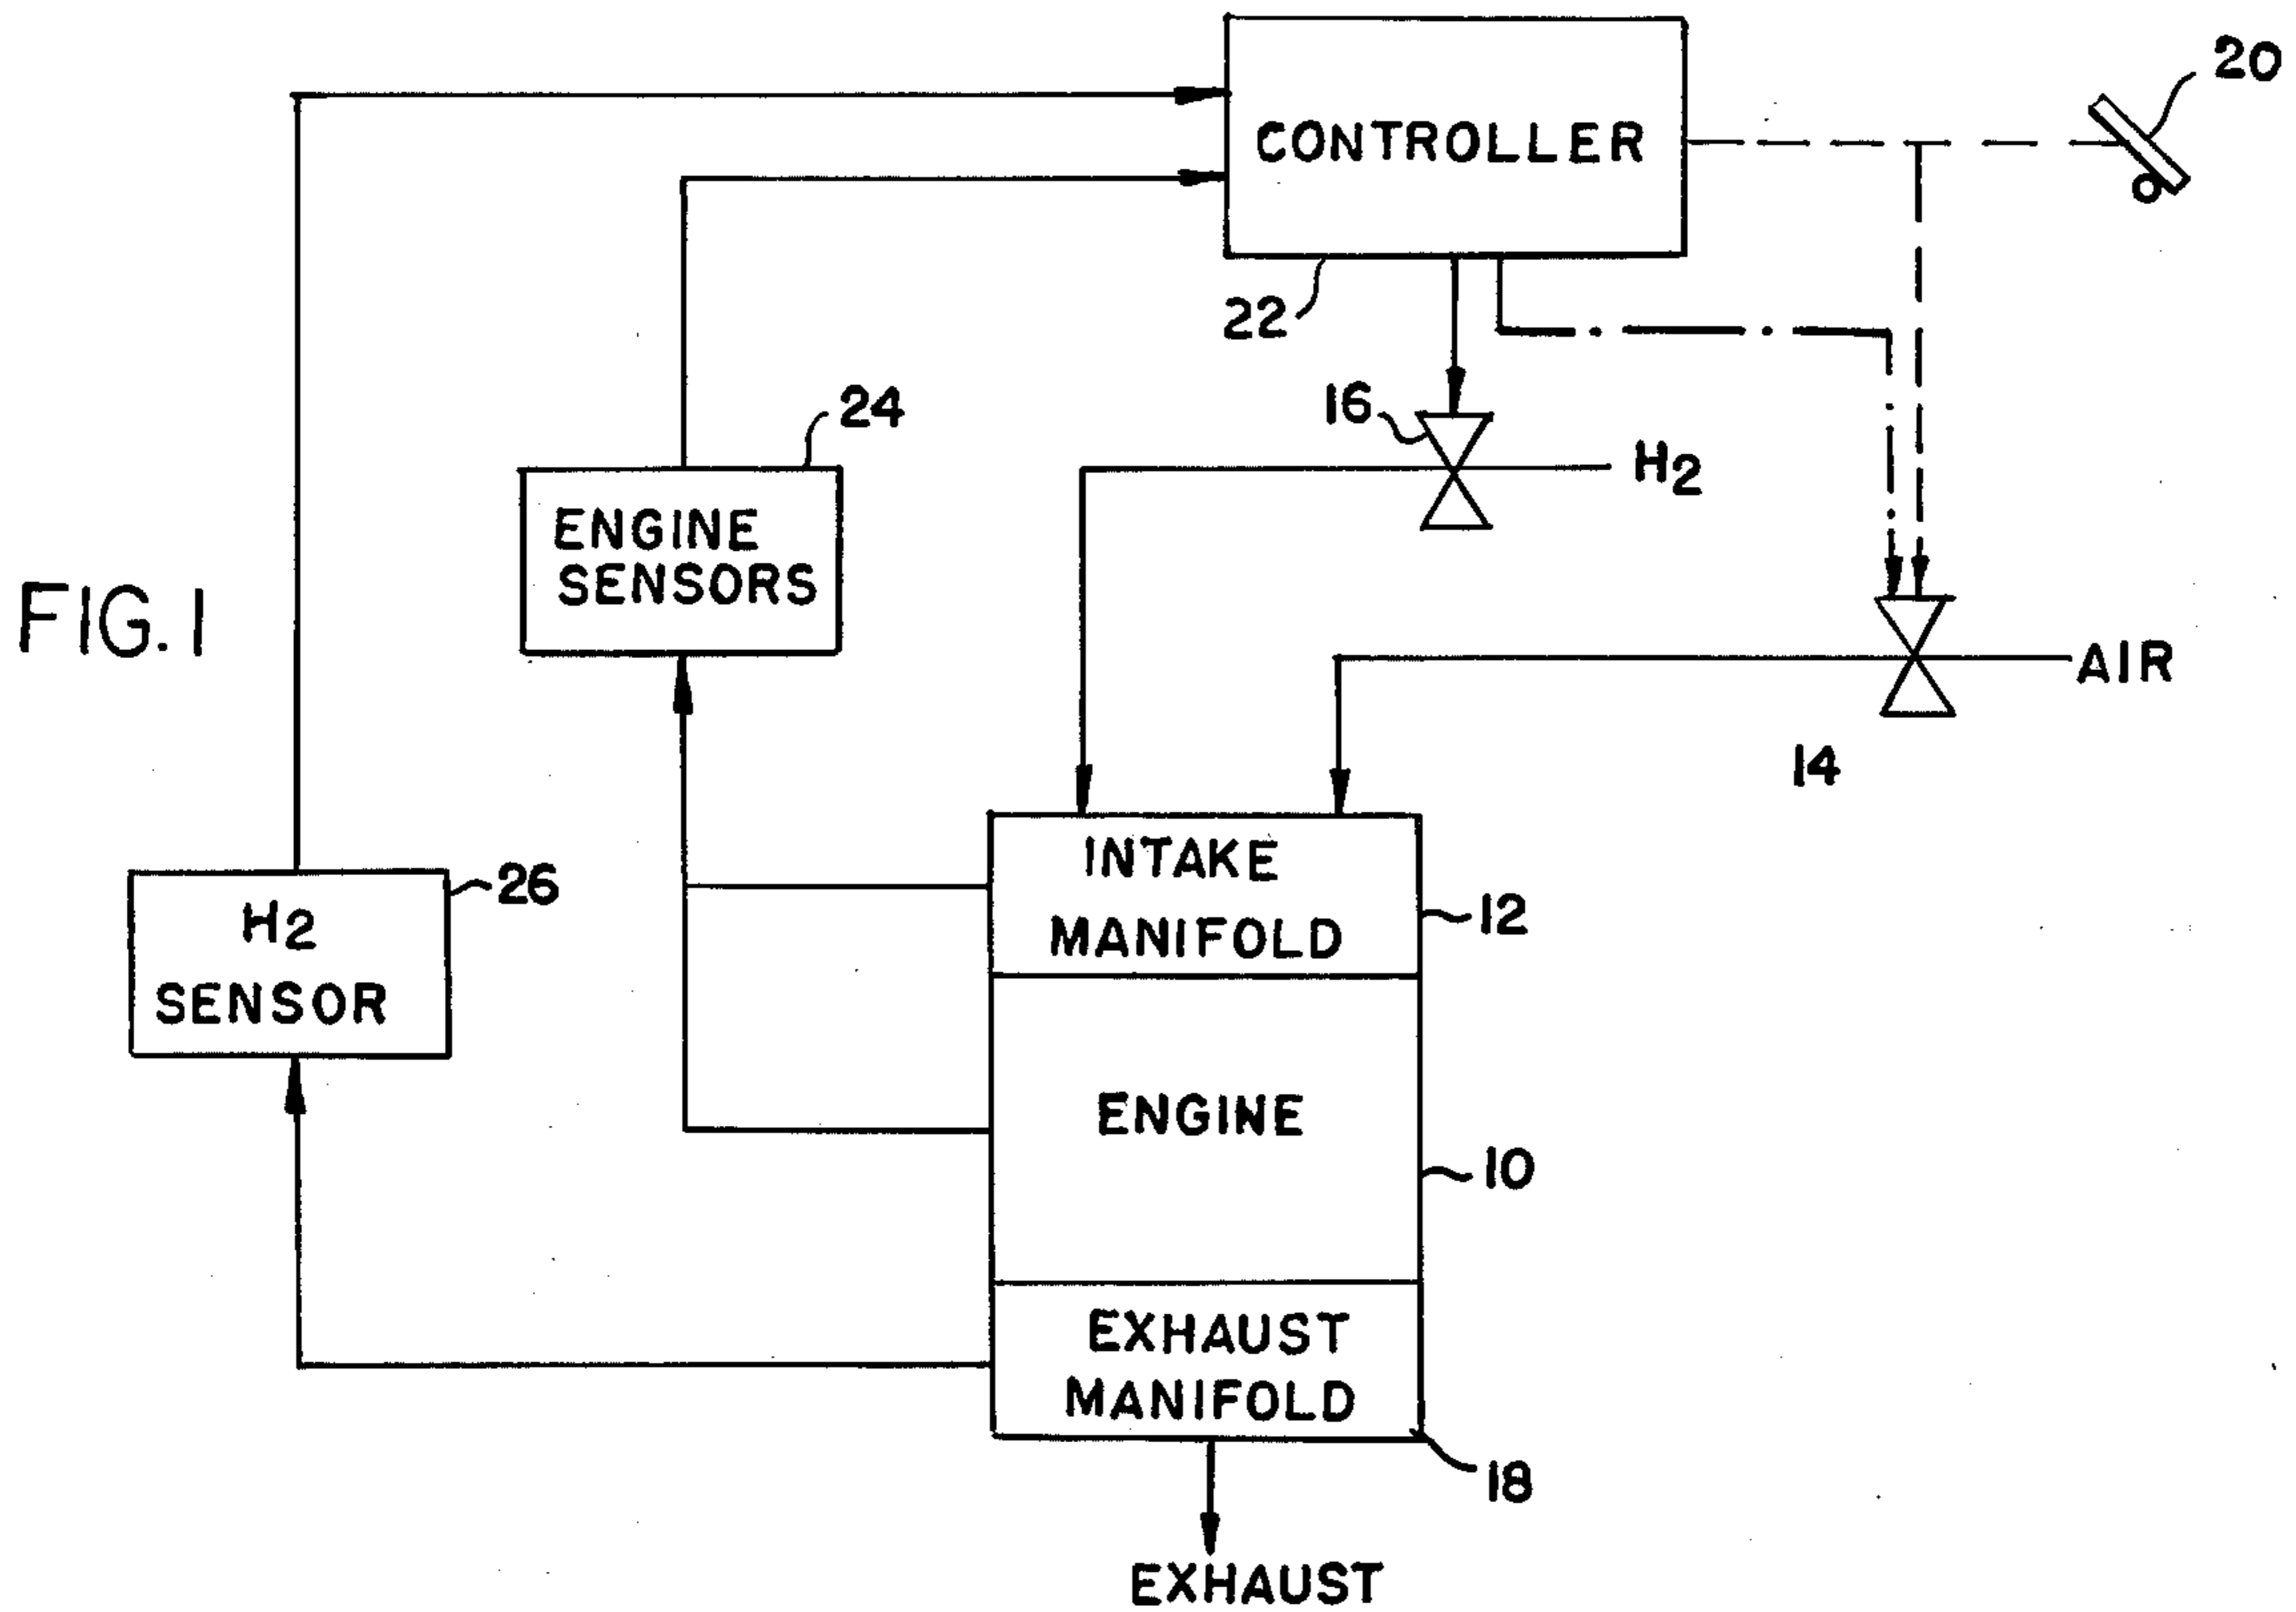 20
CONTROLLER
22
16
24
H2
ENGINE
SENSORS
FIG. 1
AIR
14
INTAKE
MANIFOLD
12
26
H2
SENSOR
ENGINE
10
EXHAUST
MANIFOLD
18
EXHAUST